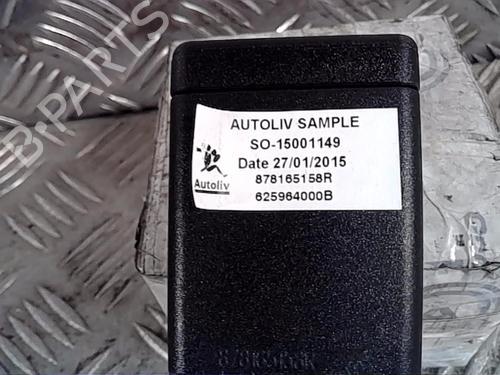 B-Parts
AUTOLIV SAMPLE
SO-15001149
Date 27/01/2015
878165158R
625964000B
Autoliv